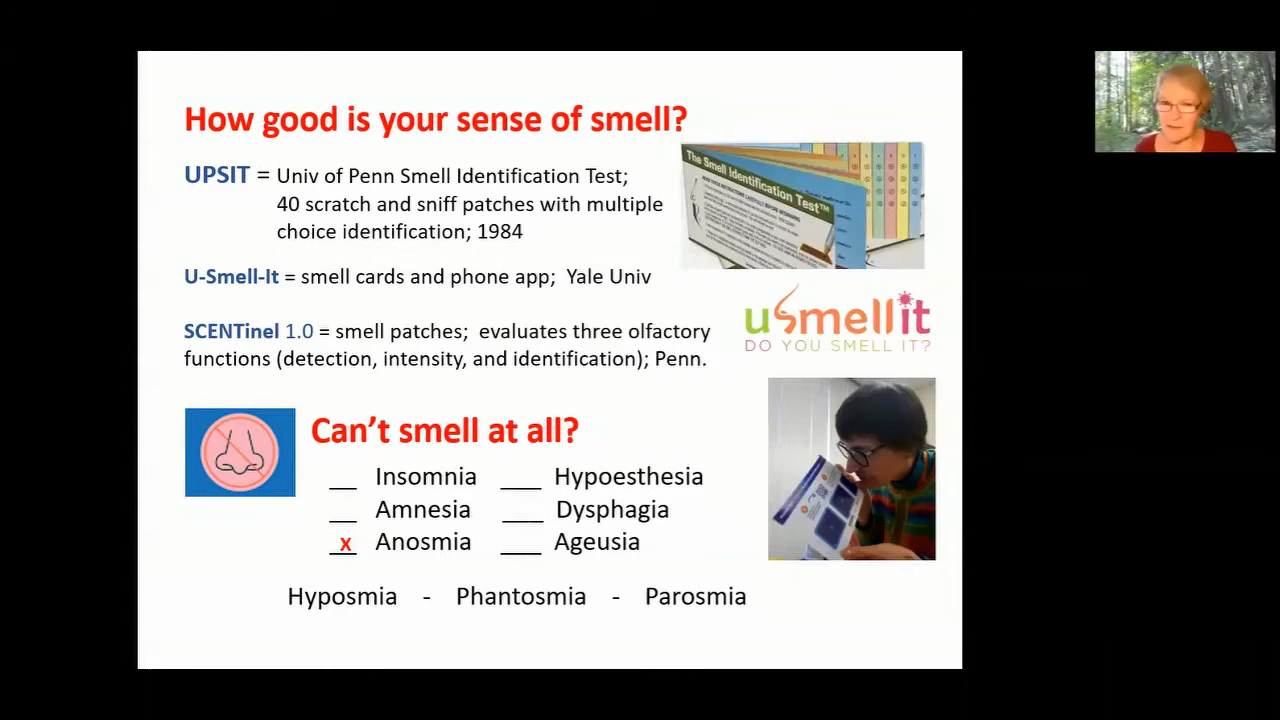 How good is your sense of smell?
UPSIT = Univ of Penn Smell Identification Test;
40 scratch and sniff patches with multiple
choice identification; 1984
The Smell Identification Test™
U-Smell-It = smell cards and phone app; Yale Univ
usmellit
DO YOU SMELL IT?
SCENTinel 1.0 = smell patches; evaluates three olfactory
functions (detection, intensity, and identification); Penn.
Can't smell at all?
__ Insomnia ___ Hypoesthesia
__ Amnesia ___ Dysphagia
x Anosmia ___ Ageusia
Hyposmia - Phantosmia - Parosmia